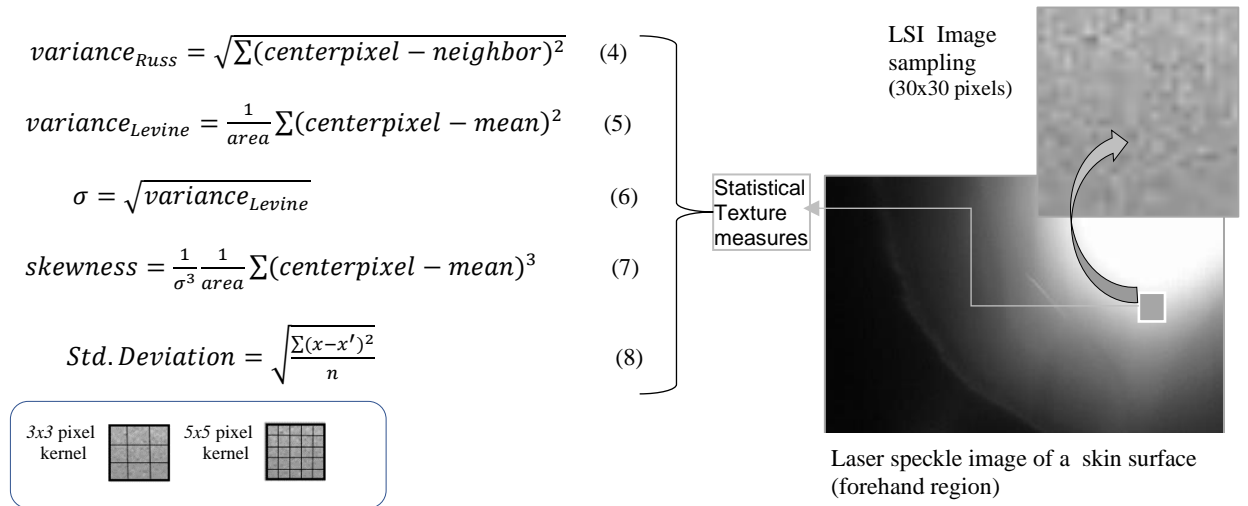 variance_Russ = √∑(centerpixel − neighbor)² (4)
variance_Levine = 1/area ∑(centerpixel − mean)² (5)
σ = √variance_Levine (6)
skewness = 1/σ³ 1/area ∑(centerpixel − mean)³ (7)
Std. Deviation = √(∑(x−x′)²/n) (8)
3x3 pixel
kernel
5x5 pixel
kernel
Statistical
Texture
measures
LSI Image
sampling
(30x30 pixels)
Laser speckle image of a skin surface
(forehand region)